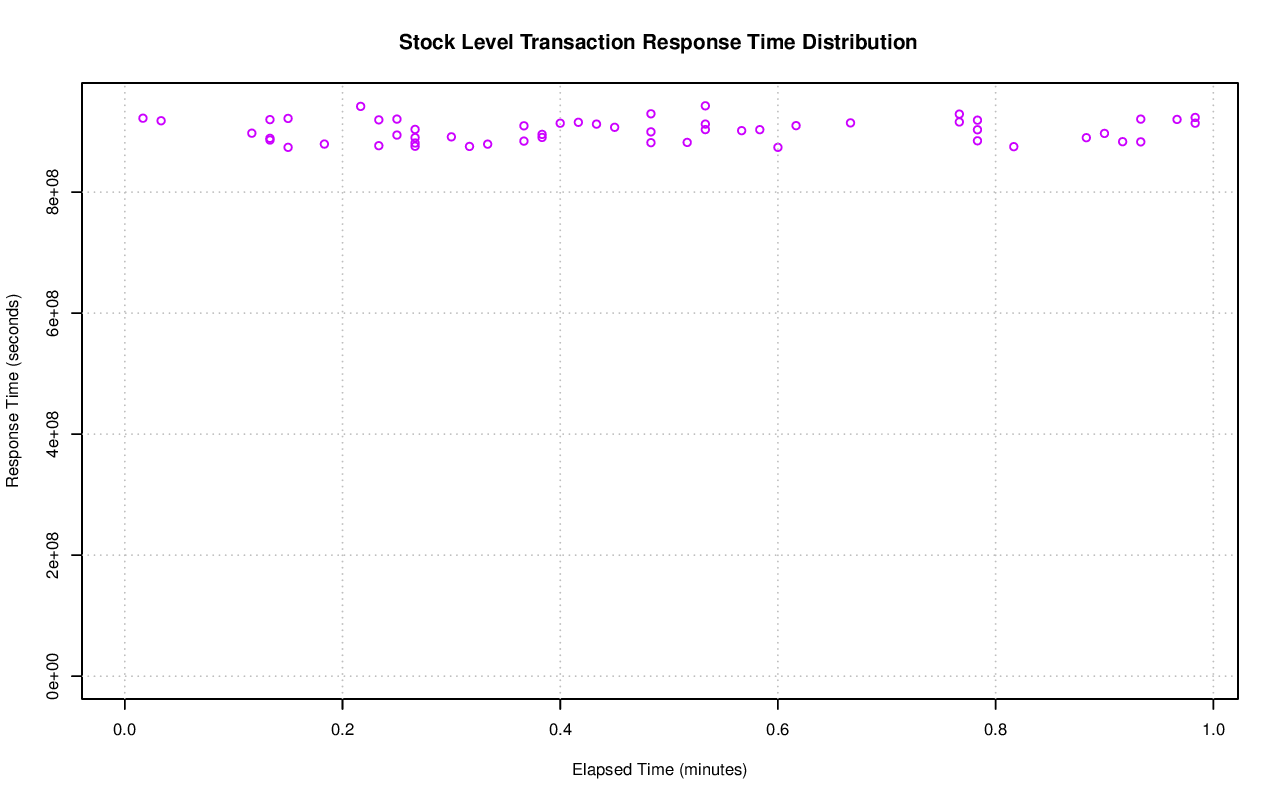 Stock Level Transaction Response Time Distribution
Response Time (seconds)
8e+08
6e+08
4e+08
2e+08
0e+00
0.0 0.2 0.4 0.6 0.8 1.0
Elapsed Time (minutes)